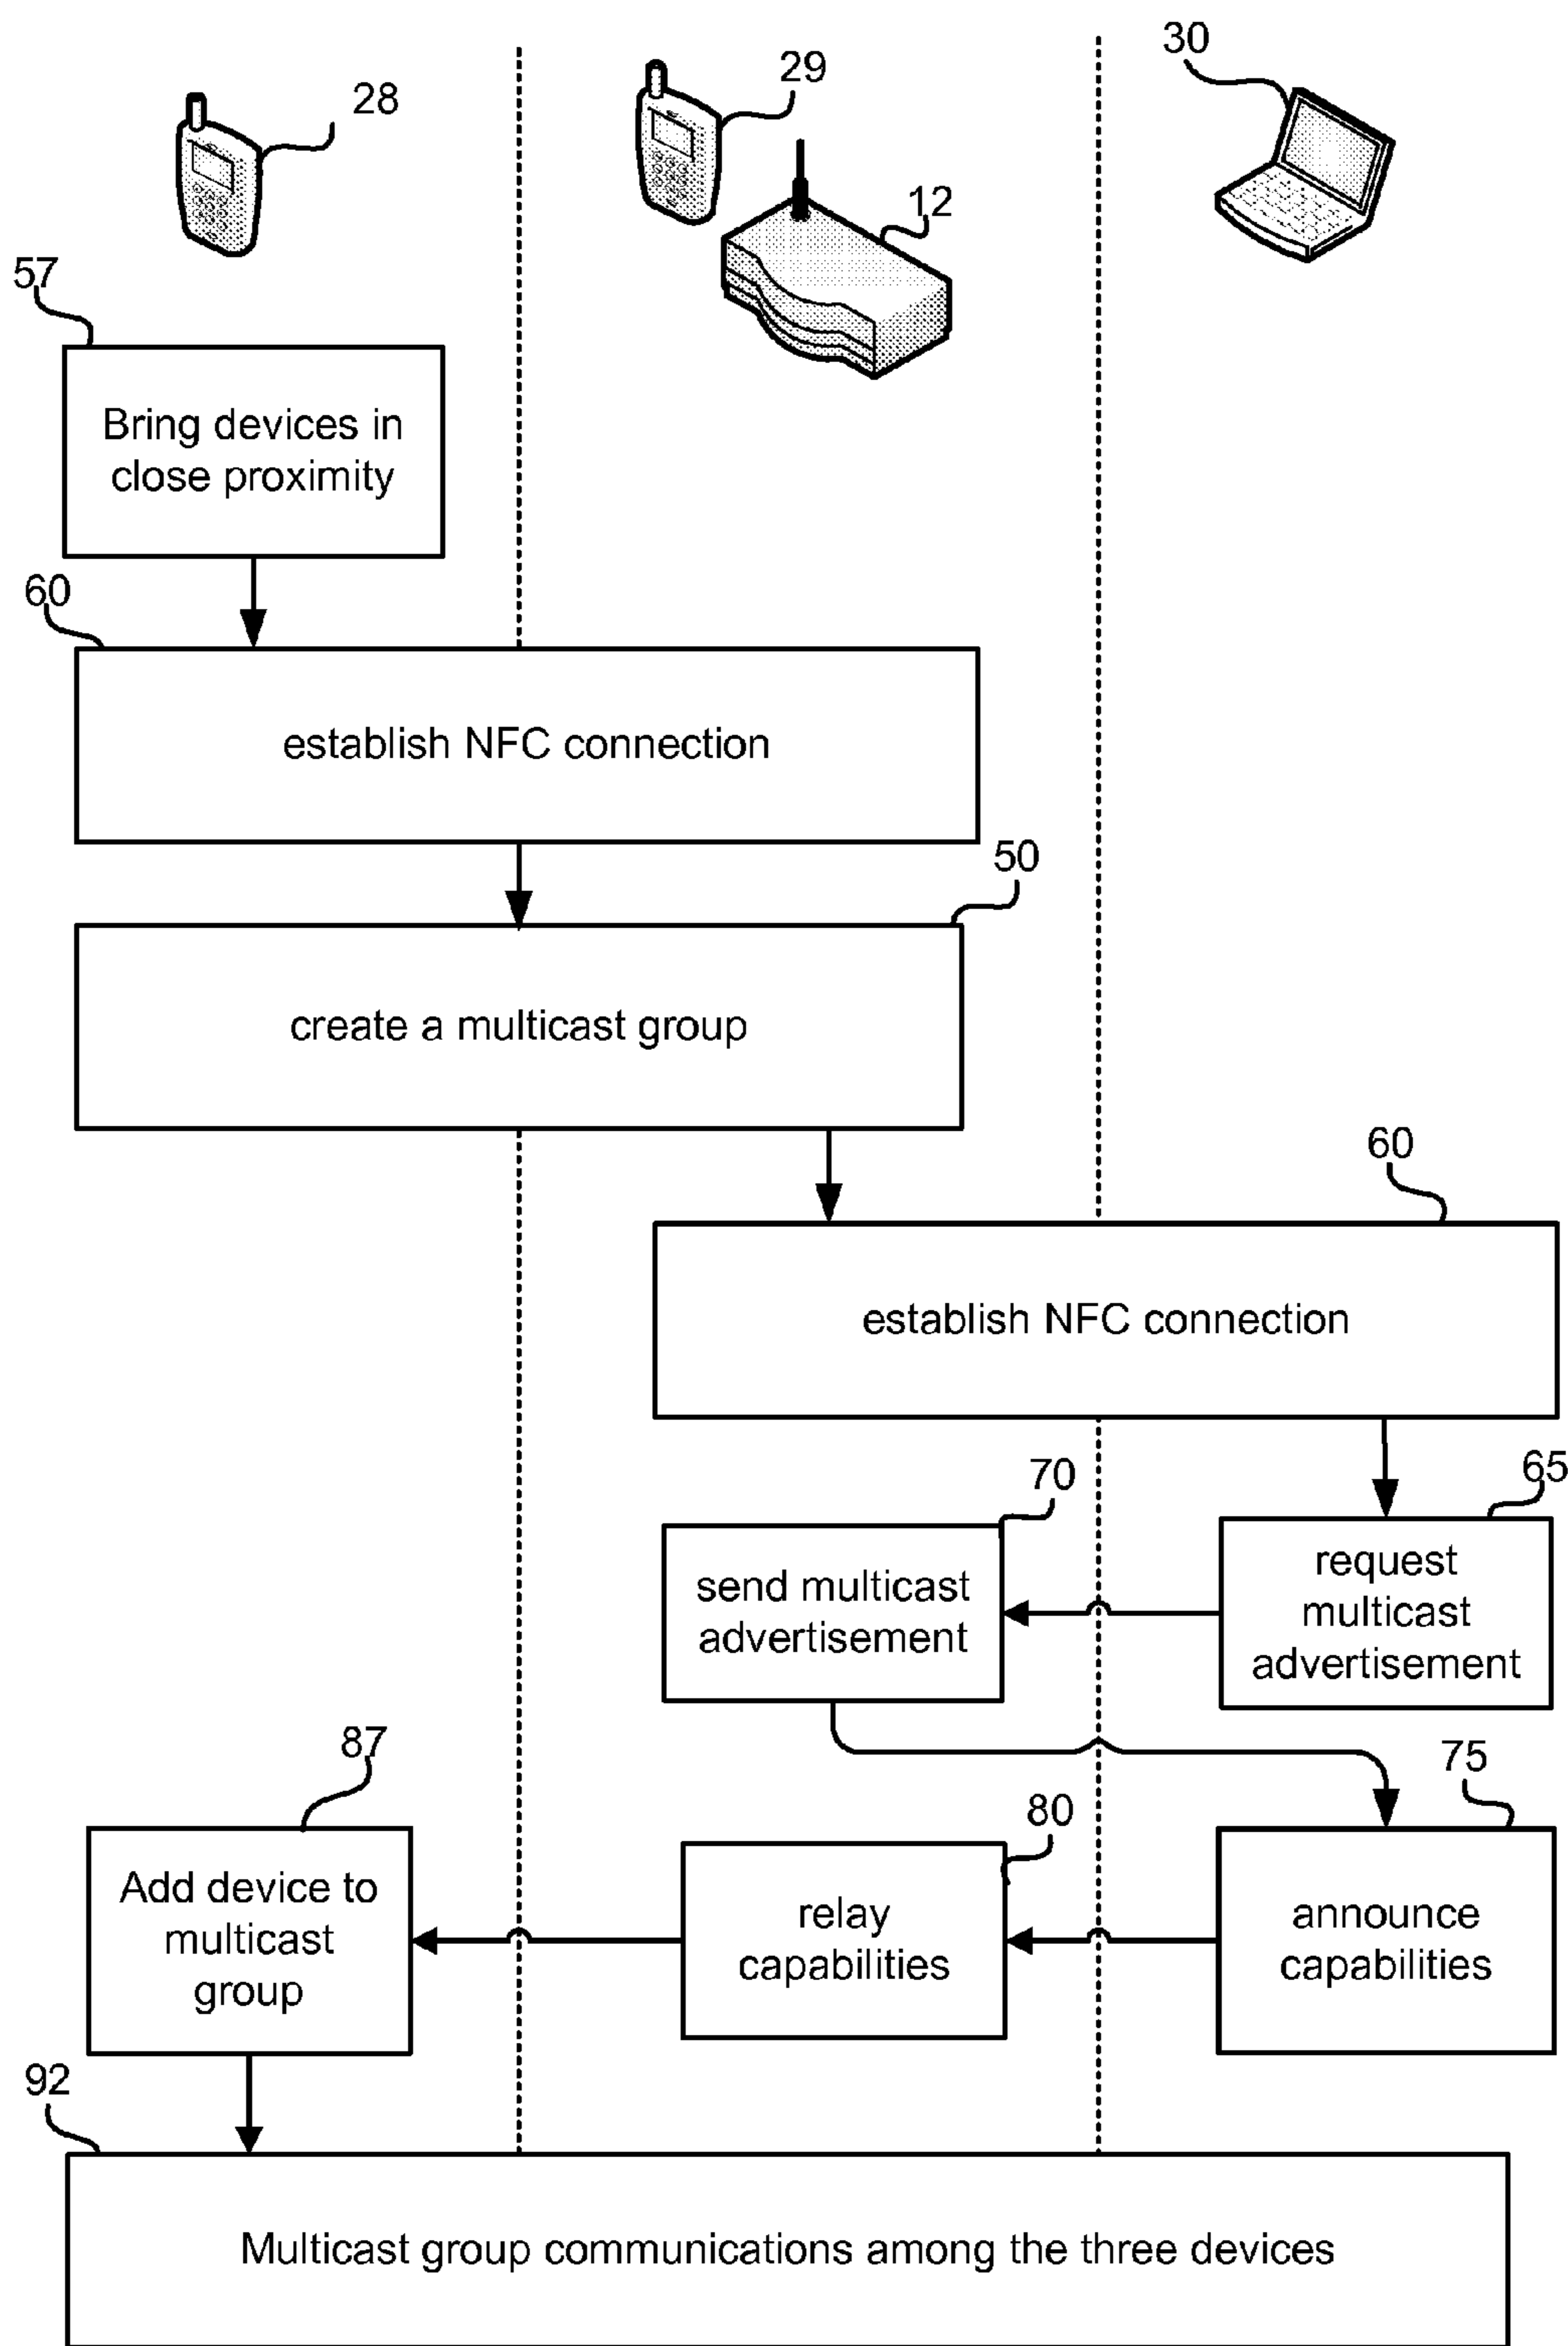 30
29
28
12
57
Bring devices in
close proximity
60
establish NFC connection
50
create a multicast group
60
establish NFC connection
65
70
request
multicast
advertisement
send multicast
advertisement
87
75
80
Add device to
multicast
group
relay
capabilities
announce
capabilities
92
Multicast group communications among the three devices